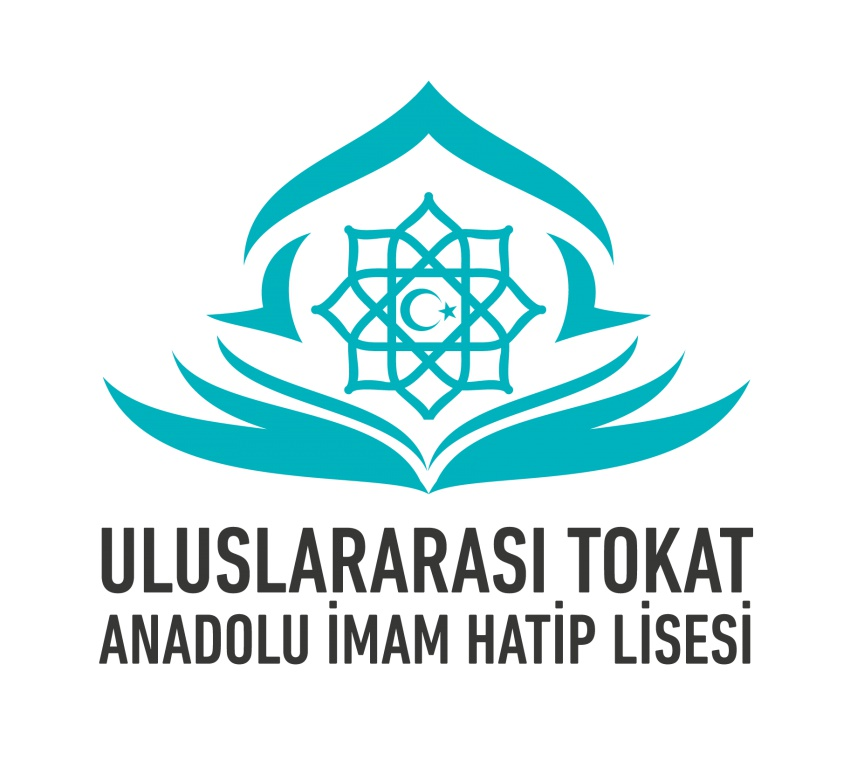 ULUSLARARASI TOKAT
ANADOLU İMAM HATİP LİSESİ